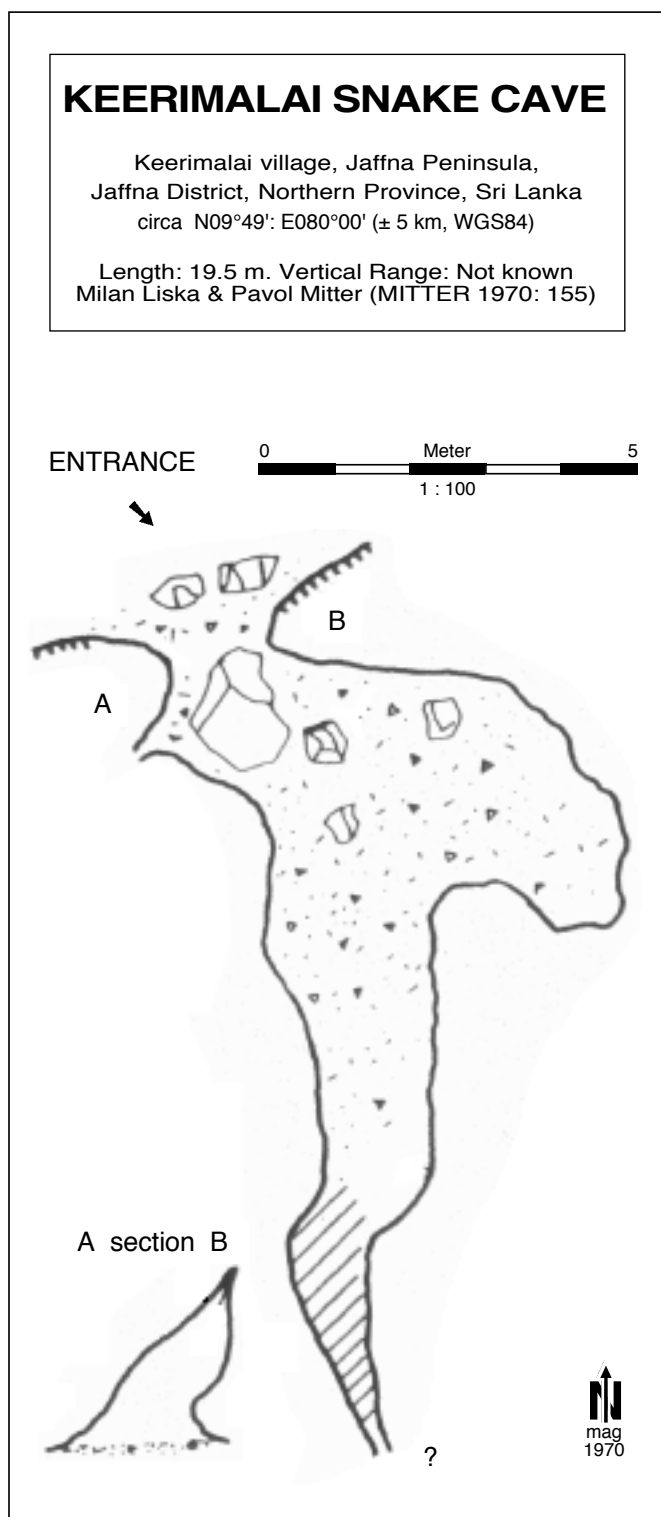 KEERIMALAI SNAKE CAVE
Keerimalai village, Jaffna Peninsula,
Jaffna District, Northern Province, Sri Lanka
circa N09°49': E080°00' (± 5 km, WGS84)
Length: 19.5 m. Vertical Range: Not known
Milan Liska & Pavol Mitter (MITTER 1970: 155)
ENTRANCE
0 Meter 5
1 : 100
B
A
A section B
N
mag
1970
?